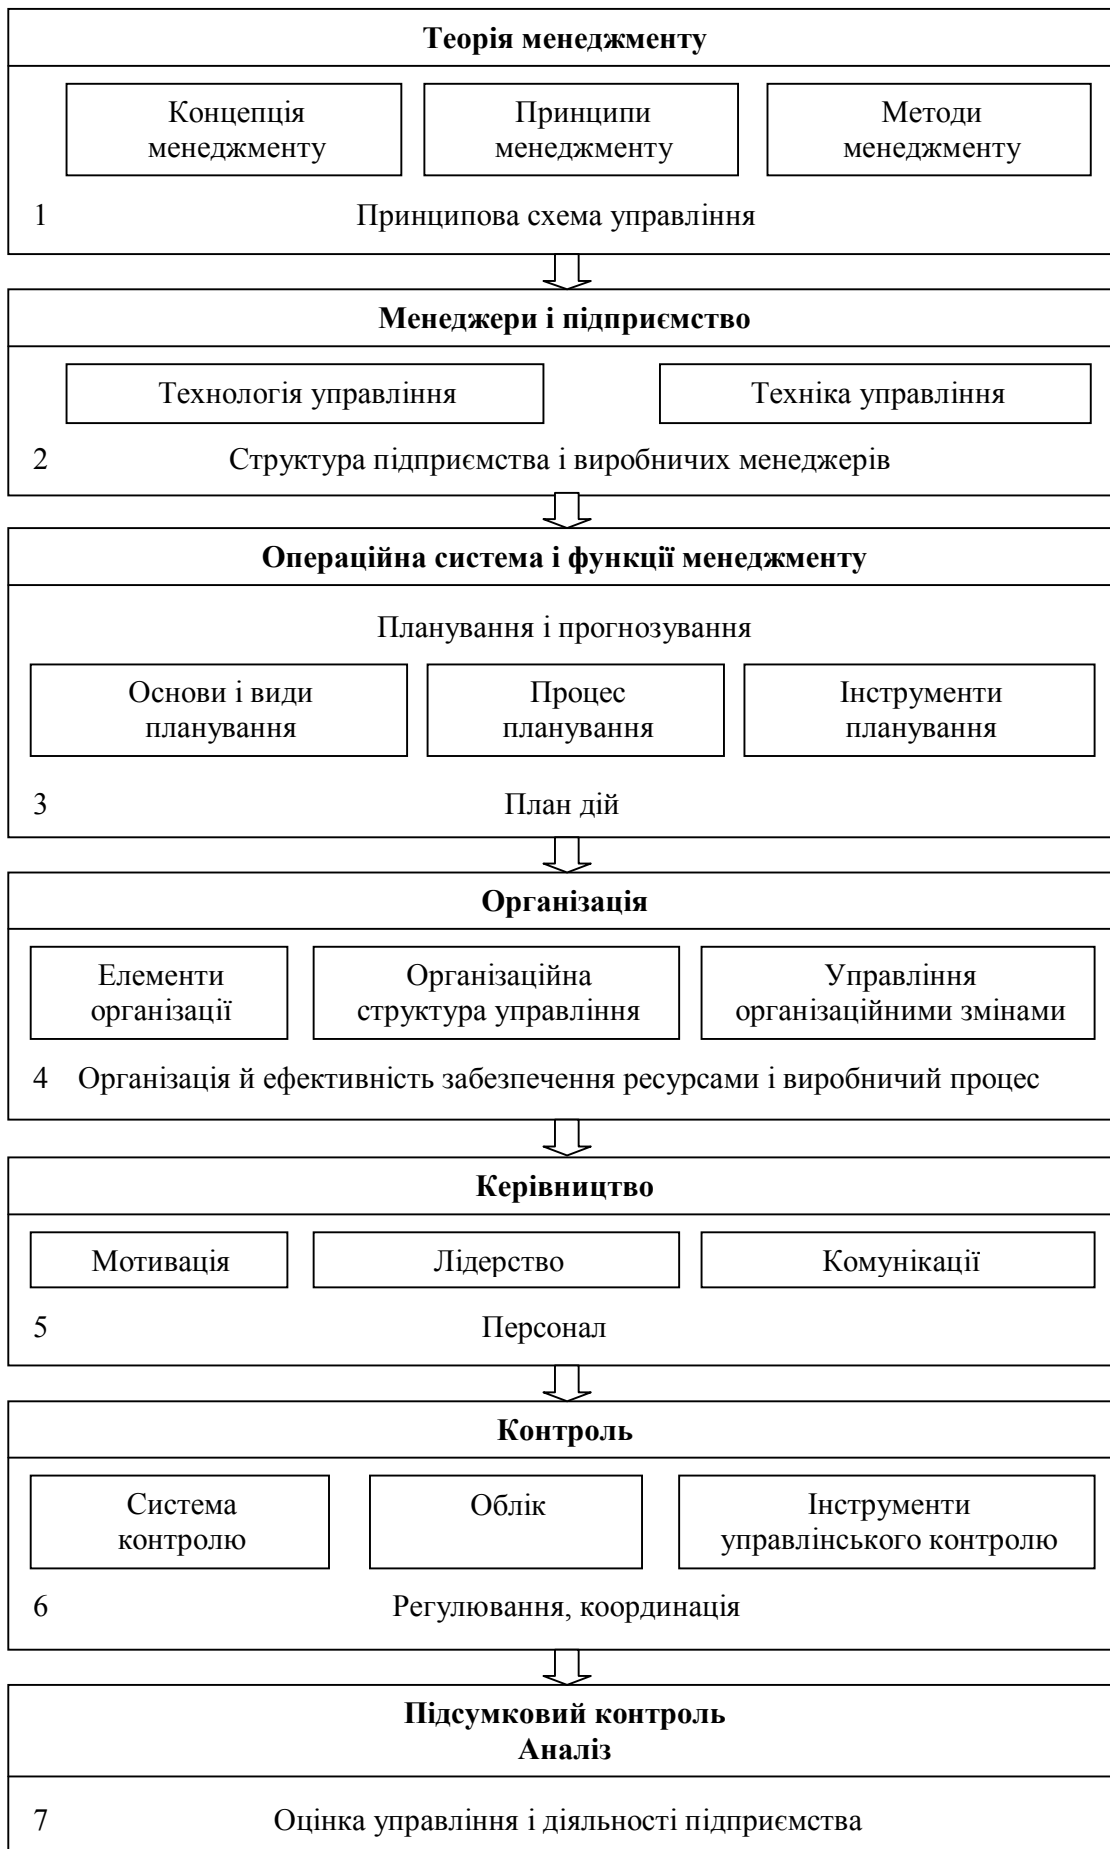 Теорія менеджменту
Концепція
менеджменту
Принципи
менеджменту
Методи
менеджменту
1 Принципова схема управління
Менеджери і підприємство
Технологія управління
Техніка управління
2 Структура підприємства і виробничих менеджерів
Операційна система і функції менеджменту
Планування і прогнозування
Основи і види
планування
Процес
планування
Інструменти
планування
3 План дій
Організація
Елементи
організації
Організаційна
структура управління
Управління
організаційними змінами
4 Організація й ефективність забезпечення ресурсами і виробничий процес
Керівництво
Мотивація
Лідерство
Комунікації
5 Персонал
Контроль
Система
контролю
Облік
Інструменти
управлінського контролю
6 Регулювання, координація
Підсумковий контроль
Аналіз
7 Оцінка управління і діяльності підприємства